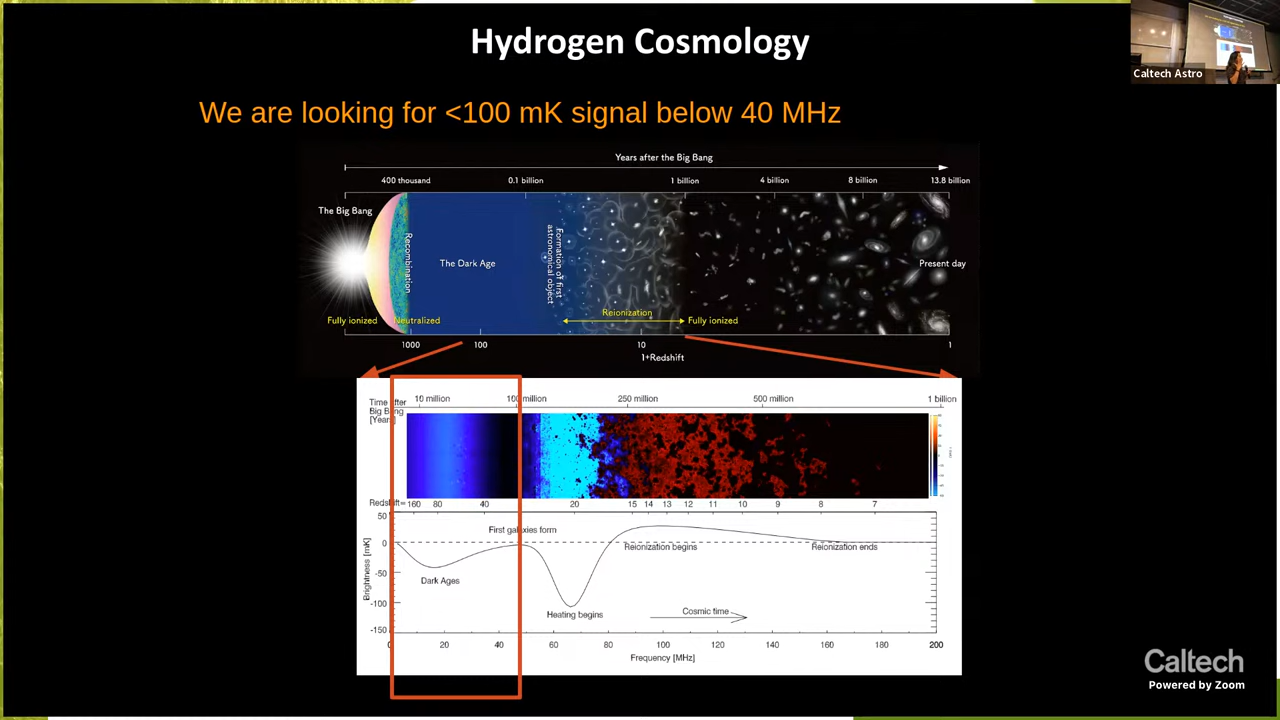 Hydrogen Cosmology
Caltech Astro
We are looking for <100 mK signal below 40 MHz
Years after the Big Bang
400 thousand 0.1 billion 1 billion 4 billion 8 billion 13.8 billion
The Big Bang
Recombination
The Dark Age
Formation of first
astronomical object
Present day
Fully ionized Neutralized Reionization Fully ionized
1000 100 10 1
1+Redshift
Time after
Big Bang
[Years]
10 million 100 million 250 million 500 million 1 billion
Redshift= 160 80 40 20 15 14 13 12 11 10 9 8 7
50
0
-50
-100
-150
Brightness [mK]
First galaxies form
Reionization begins Reionization ends
Dark Ages
Heating begins
Cosmic time
0 20 40 60 80 100 120 140 160 180 200
Frequency [MHz]
Caltech
Powered by Zoom